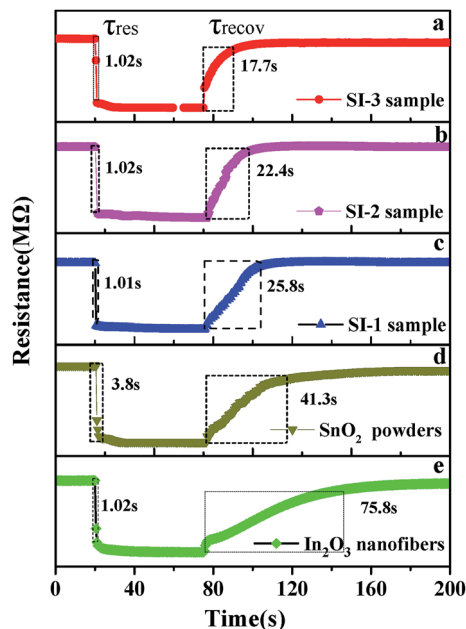 τres
τrecov
a
1.02s
17.7s
SI-3 sample
b
1.02s
22.4s
SI-2 sample
c
1.01s
25.8s
SI-1 sample
d
3.8s
41.3s
SnO2 powders
e
1.02s
75.8s
In2O3 nanofibers
Resistance(MΩ)
0 40 80 120 160 200
Time(s)